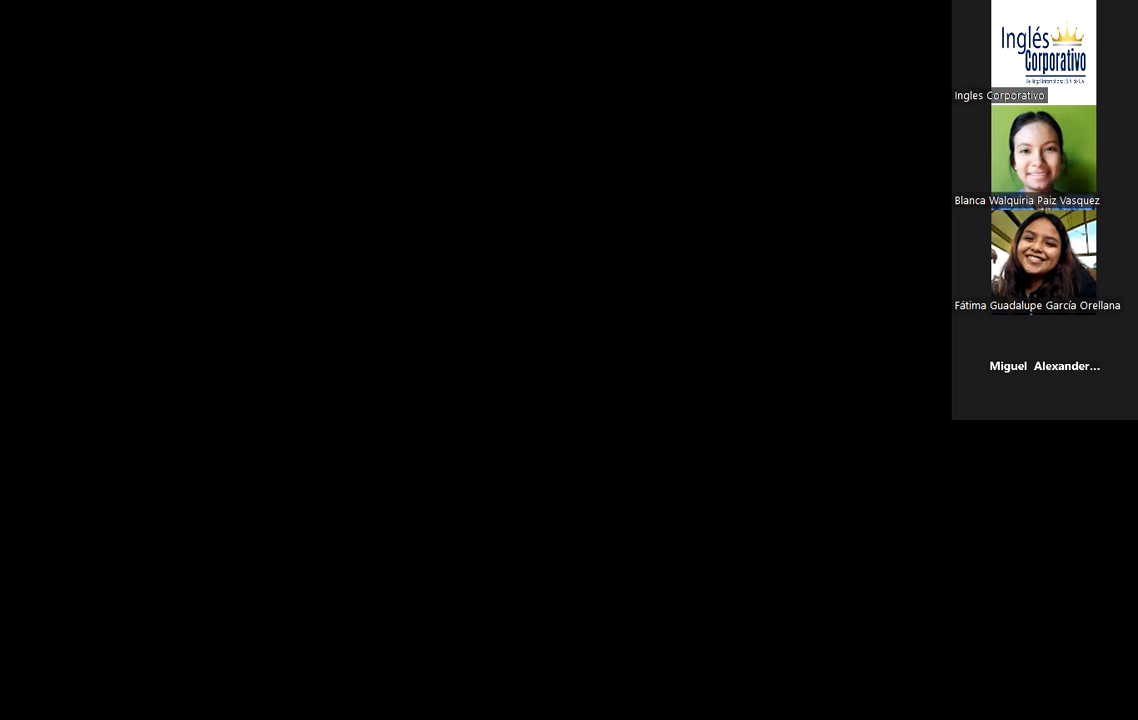 Inglés
Corporativo
Ingles Corporativo
Blanca Walquiria Paiz Vasquez
Fátima Guadalupe García Orellana
Miguel Alexander...